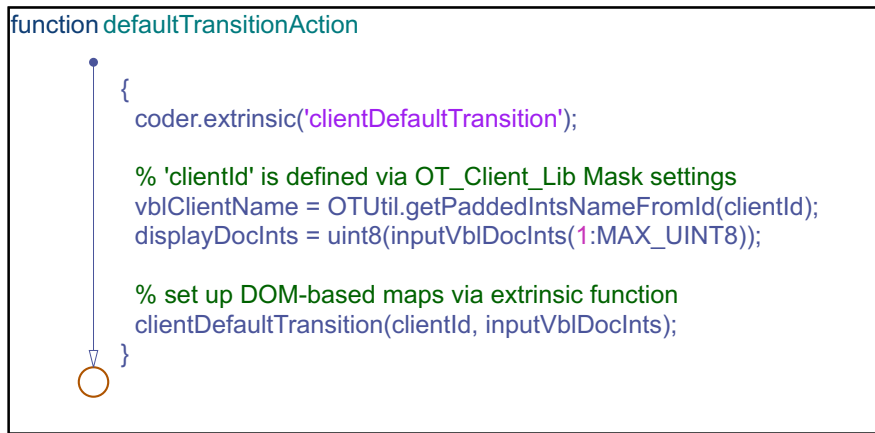 function defaultTransitionAction
{
coder.extrinsic('clientDefaultTransition');
% 'clientId' is defined via OT_Client_Lib Mask settings
vblClientName = OTUtil.getPaddedIntsNameFromId(clientId);
displayDocInts = uint8(inputVblDocInts(1:MAX_UINT8));
% set up DOM-based maps via extrinsic function
clientDefaultTransition(clientId, inputVblDocInts);
}